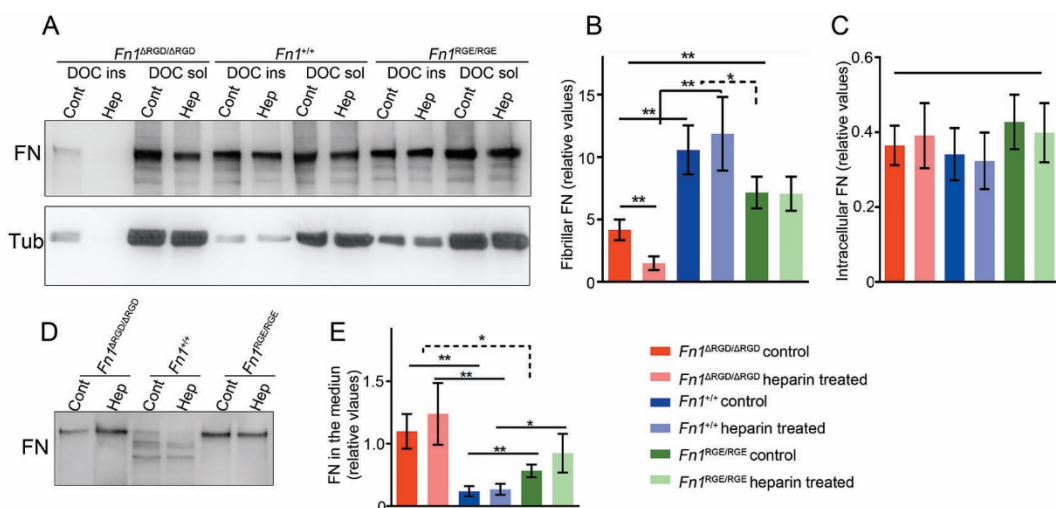 A
Fn1ΔRGD/ΔRGD Fn1+/+ Fn1RGE/RGE
DOC ins DOC sol DOC ins DOC sol DOC ins DOC sol
Cont Hep Cont Hep Cont Hep Cont Hep Cont Hep Cont Hep
FN
Tub
B
Fibrillar FN (relative values)
15
10
5
0
** * ** ** ** **
C
Intracellular FN (relative values)
0.6
0.4
0.2
0
D
Fn1ΔRGD/ΔRGD Fn1+/+ Fn1RGE/RGE
Cont Hep Cont Hep Cont Hep
FN
E
FN in the mediun
(relative vlaues)
1.5
1.0
0.5
0
* ** ** * **
Fn1ΔRGD/ΔRGD control
Fn1ΔRGD/ΔRGD heparin treated
Fn1+/+ control
Fn1+/+ heparin treated
Fn1RGE/RGE control
Fn1RGE/RGE heparin treated